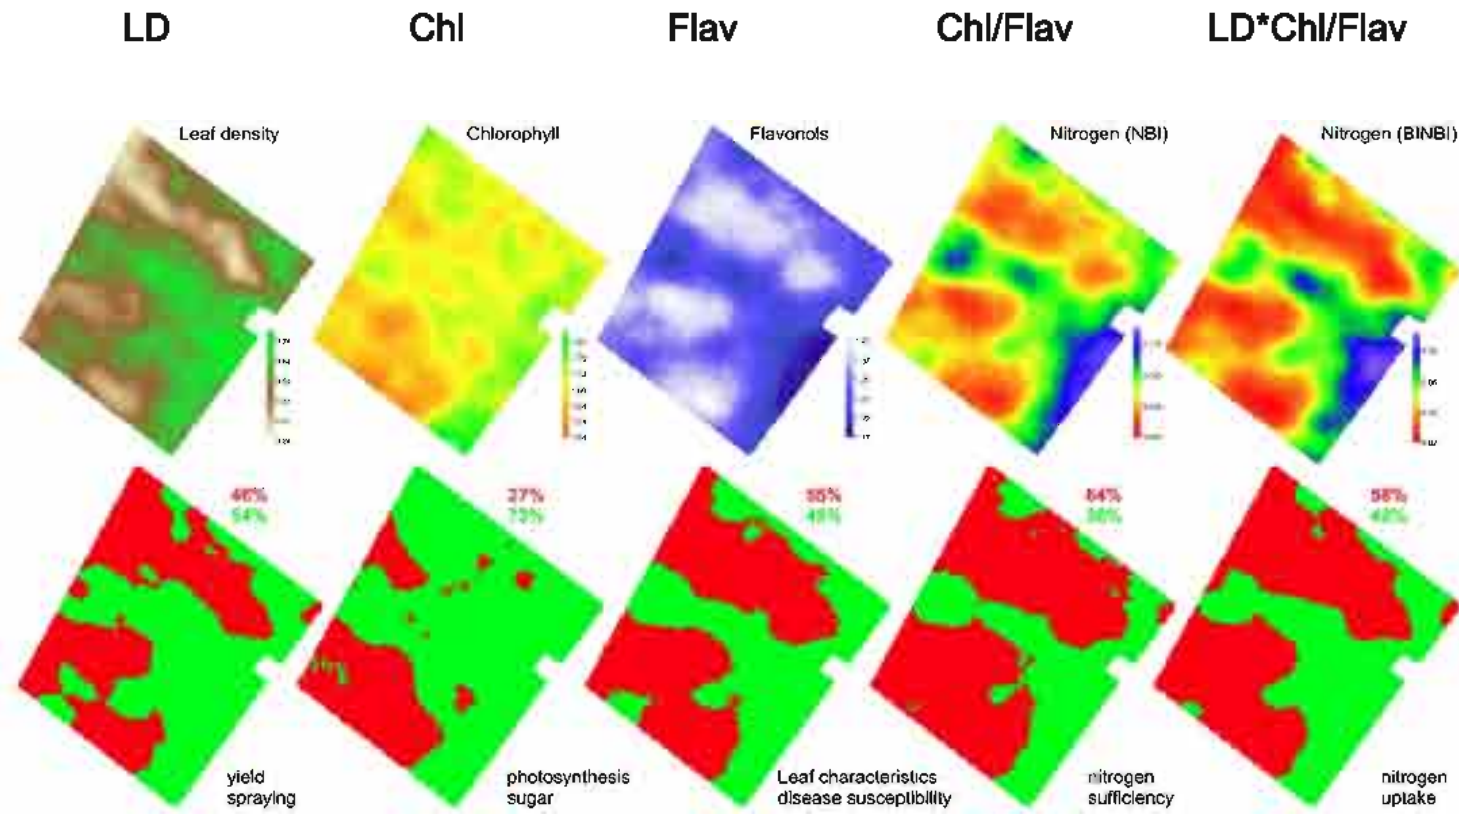 LD
Chl
Flav
Chl/Flav
LD*Chl/Flav
Leaf density
Chlorophyll
Flavonols
Nitrogen (NBI)
Nitrogen (BINBI)
46%
54%
27%
73%
55%
45%
64%
36%
58%
42%
yield
spraying
photosynthesis
sugar
Leaf characteristics
disease susceptibility
nitrogen
sufficiency
nitrogen
uptake